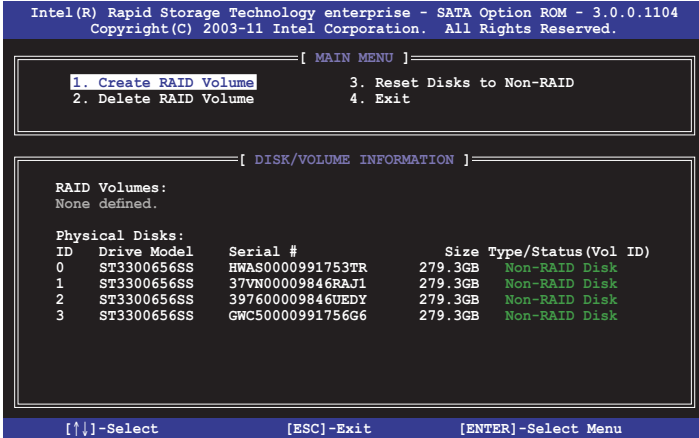 Intel(R) Rapid Storage Technology enterprise - SATA Option ROM - 3.0.0.1104
Copyright(C) 2003-11 Intel Corporation. All Rights Reserved.
[ MAIN MENU ]
1. Create RAID Volume 3. Reset Disks to Non-RAID
2. Delete RAID Volume 4. Exit
[ DISK/VOLUME INFORMATION ]
RAID Volumes:
None defined.
Physical Disks:
ID Drive Model Serial # Size Type/Status(Vol ID)
0 ST3300656SS HWAS0000991753TR 279.3GB Non-RAID Disk
1 ST3300656SS 37VN00009846RAJ1 279.3GB Non-RAID Disk
2 ST3300656SS 397600009846UEDY 279.3GB Non-RAID Disk
3 ST3300656SS GWC50000991756G6 279.3GB Non-RAID Disk
[↑↓]-Select [ESC]-Exit [ENTER]-Select Menu